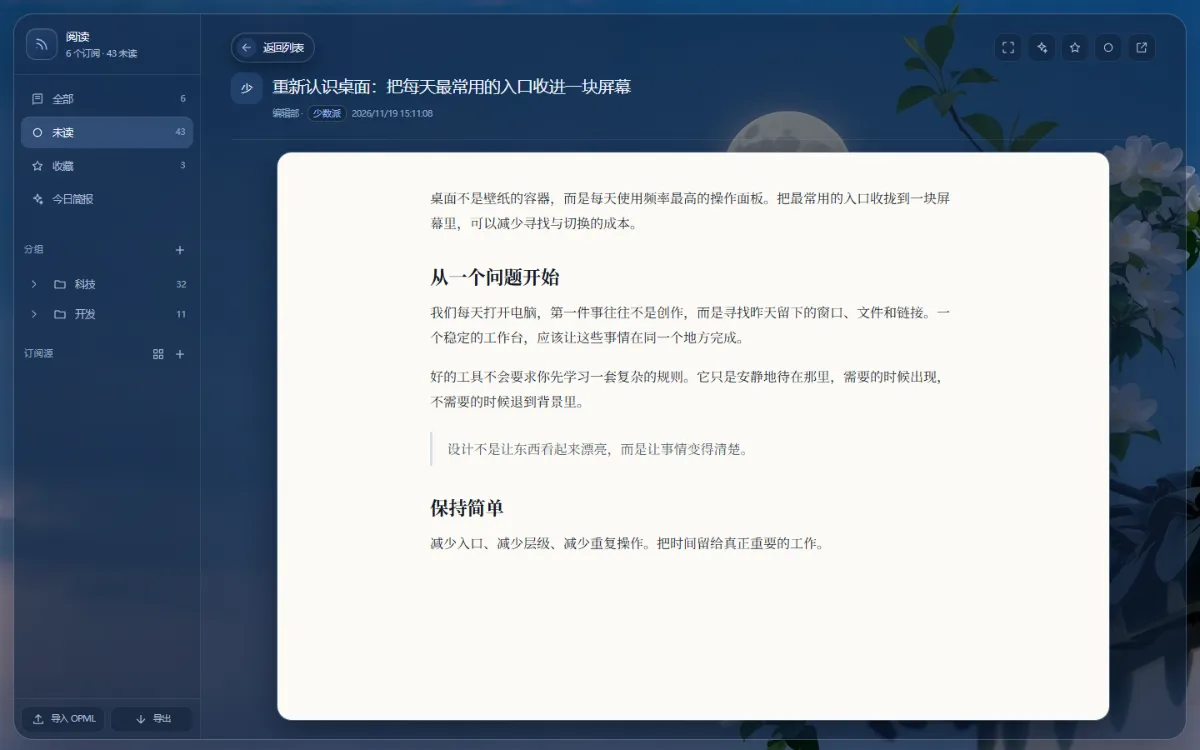 阅读
6 个订阅 · 43 未读
全部 6
未读 43
收藏 3
今日简报
分组
科技 32
开发 11
订阅源
导入 OPML
导出
返回列表
少
重新认识桌面：把每天最常用的入口收进一块屏幕
编辑部 · 少数派 2026/11/19 15:11:08
桌面不是壁纸的容器，而是每天使用频率最高的操作面板。把最常用的入口收拢到一块屏
幕里，可以减少寻找与切换的成本。
从一个问题开始
我们每天打开电脑，第一件事往往不是创作，而是寻找昨天留下的窗口、文件和链接。一
个稳定的工作台，应该让这些事情在同一个地方完成。
好的工具不会要求你先学习一套复杂的规则。它只是安静地待在那里，需要的时候出现，
不需要的时候退到背景里。
设计不是让东西看起来漂亮，而是让事情变得清楚。
保持简单
减少入口、减少层级、减少重复操作。把时间留给真正重要的工作。